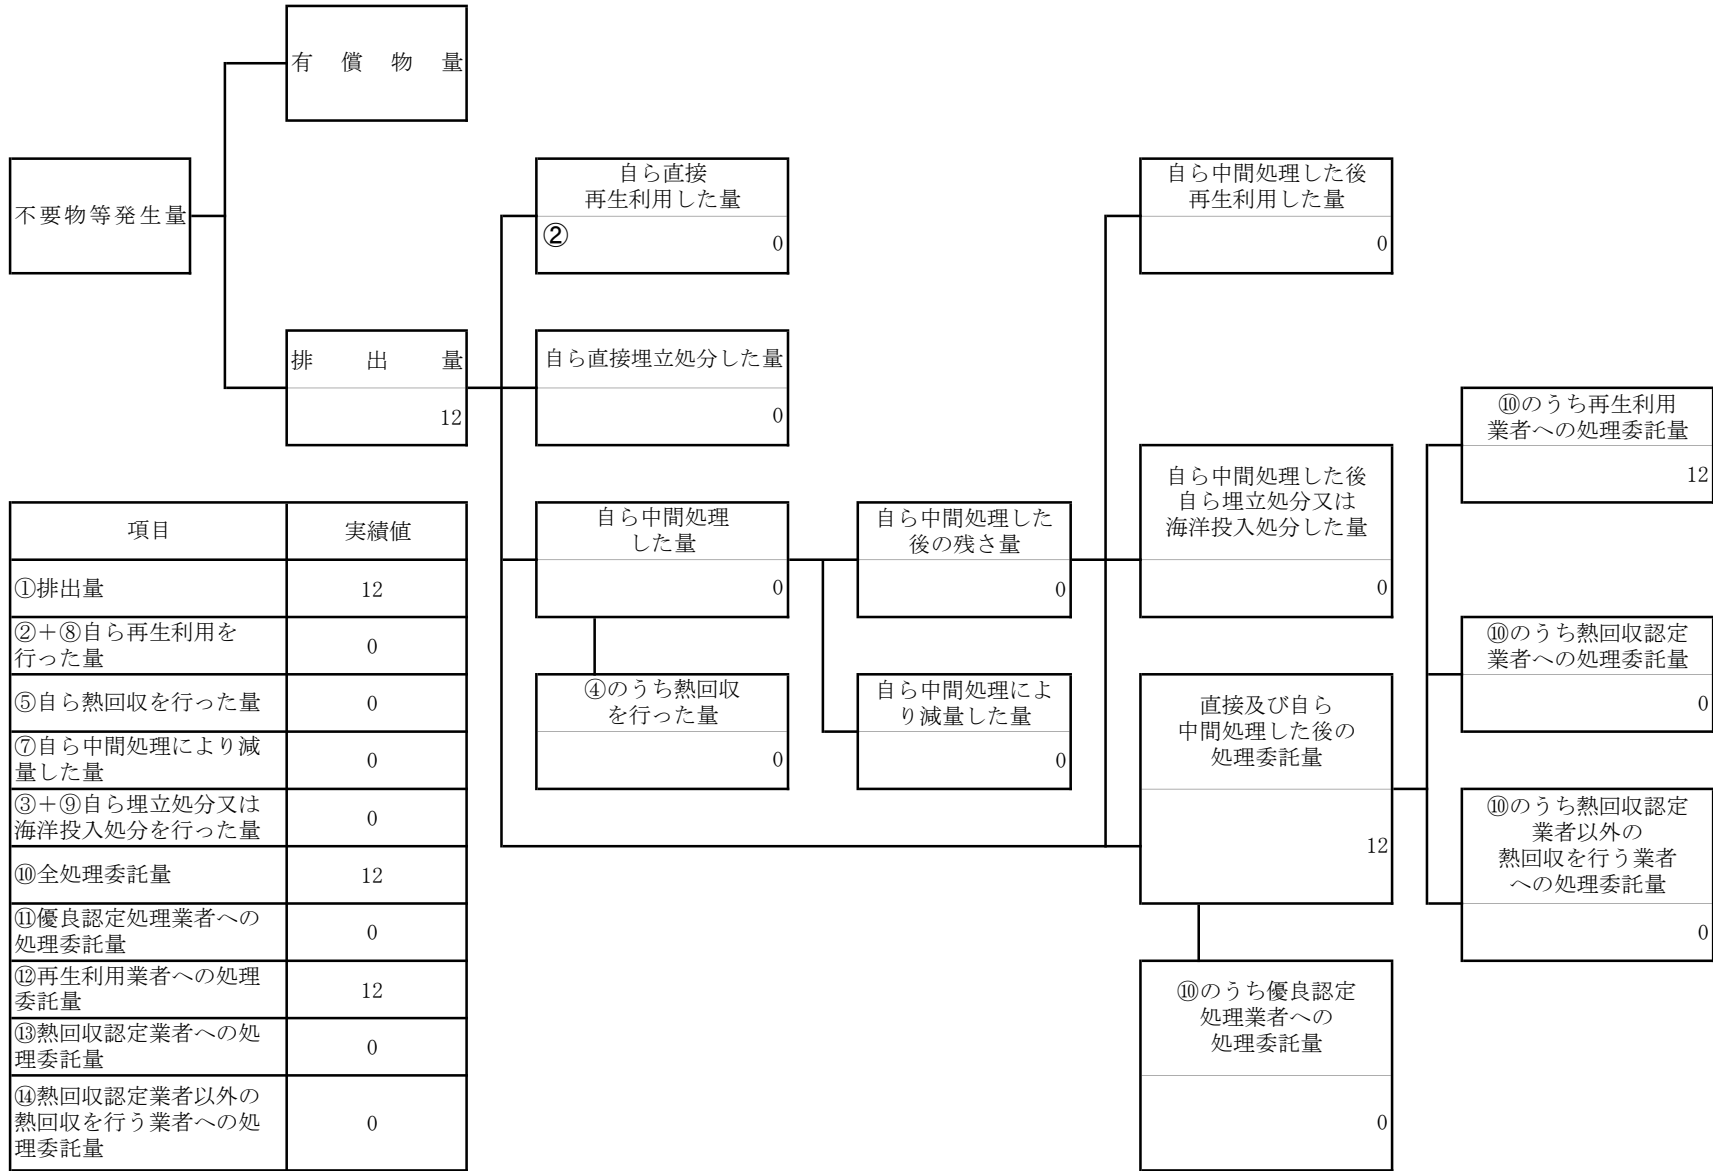 有償物量
不要物等発生量
自ら直接
再生利用した量
②
0
自ら中間処理した後
再生利用した量
0
排出量
12
自ら直接埋立処分した量
0
⑩のうち再生利用
業者への処理委託量
12
自ら中間処理した後
自ら埋立処分又は
海洋投入処分した量
0
自ら中間処理
した量
0
自ら中間処理した
後の残さ量
0
⑩のうち熱回収認定
業者への処理委託量
0
④のうち熱回収
を行った量
0
自ら中間処理によ
り減量した量
0
直接及び自ら
中間処理した後の
処理委託量
12
⑩のうち熱回収認定
業者以外の
熱回収を行う業者
への処理委託量
0
⑩のうち優良認定
処理業者への
処理委託量
0
項目 実績値
①排出量 12
②＋⑧自ら再生利用を
行った量 0
⑤自ら熱回収を行った量 0
⑦自ら中間処理により減
量した量 0
③＋⑨自ら埋立処分又は
海洋投入処分を行った量 0
⑩全処理委託量 12
⑪優良認定処理業者への
処理委託量 0
⑫再生利用業者への処理
委託量 12
⑬熱回収認定業者への処
理委託量 0
⑭熱回収認定業者以外の
熱回収を行う業者への処
理委託量 0